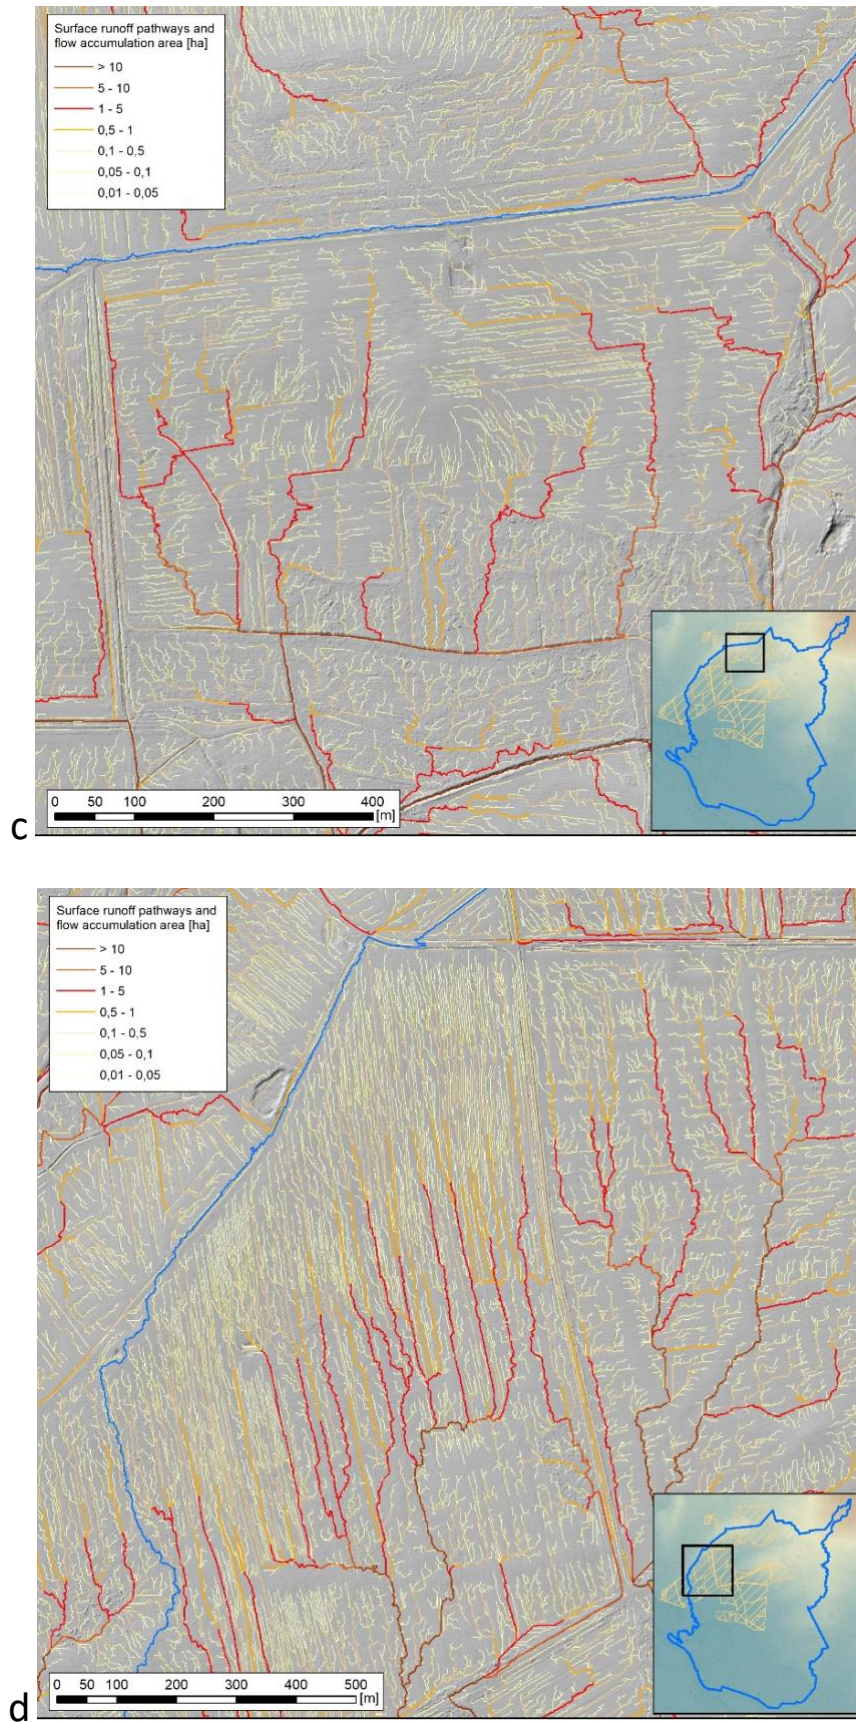 Surface runoff pathways and
flow accumulation area [ha]
> 10
5 - 10
1 - 5
0,5 - 1
0,1 - 0,5
0,05 - 0,1
0,01 - 0,05
0 50 100 200 300 400
[m]
c
Surface runoff pathways and
flow accumulation area [ha]
> 10
5 - 10
1 - 5
0,5 - 1
0,1 - 0,5
0,05 - 0,1
0,01 - 0,05
0 50 100 200 300 400 500
[m]
d